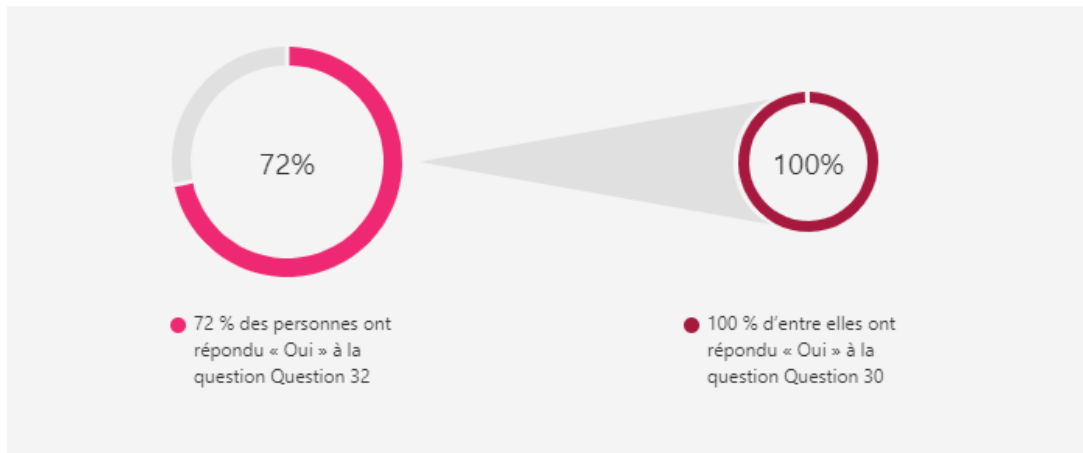 72%
100%
72 % des personnes ont
répondu « Oui » à la
question Question 32
100 % d'entre elles ont
répondu « Oui » à la
question Question 30